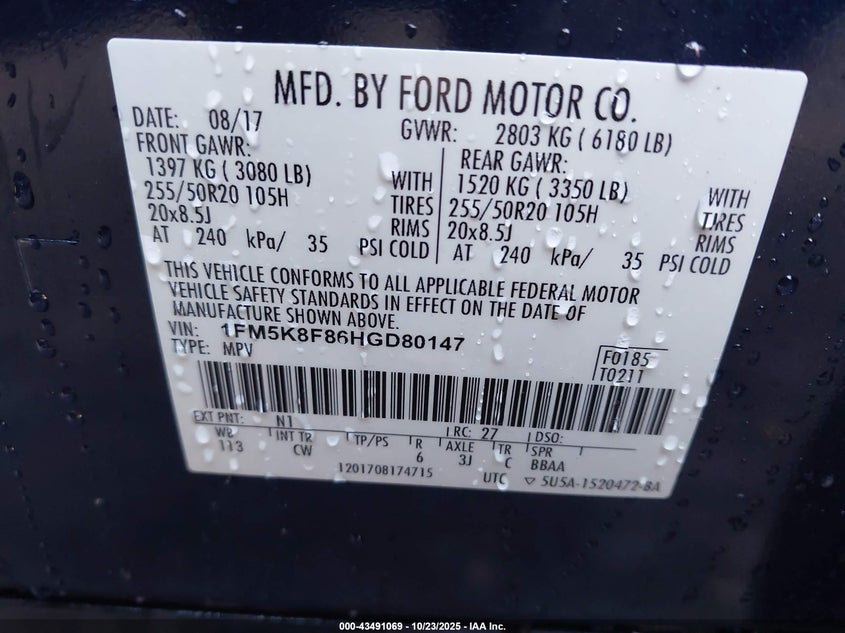 MFD. BY FORD MOTOR CO.
DATE: 08/17 GVWR: 2803 KG ( 6180 LB)
FRONT GAWR: REAR GAWR:
1397 KG ( 3080 LB) WITH 1520 KG ( 3350 LB) WITH
255/50R20 105H TIRES 255/50R20 105H TIRES
20x8.5J RIMS 20x8.5J RIMS
AT 240 kPa/ 35 PSI COLD AT 240 kPa/ 35 PSI COLD
THIS VEHICLE CONFORMS TO ALL APPLICABLE FEDERAL MOTOR
VEHICLE SAFETY STANDARDS IN EFFECT ON THE DATE OF
MANUFACTURE SHOWN ABOVE.
VIN: 1FM5K8F86HGD80147
TYPE: MPV
F0185
T0211
EXT PNT: N1 RC: 27 DSO:
WB INT TR TP/PS R AXLE TR SPR
113 CW 6 3J C BBAA
1201708174715 UTC ▽ 5USA-1520472-BA
000-43491069 - 10/23/2025 - IAA Inc.